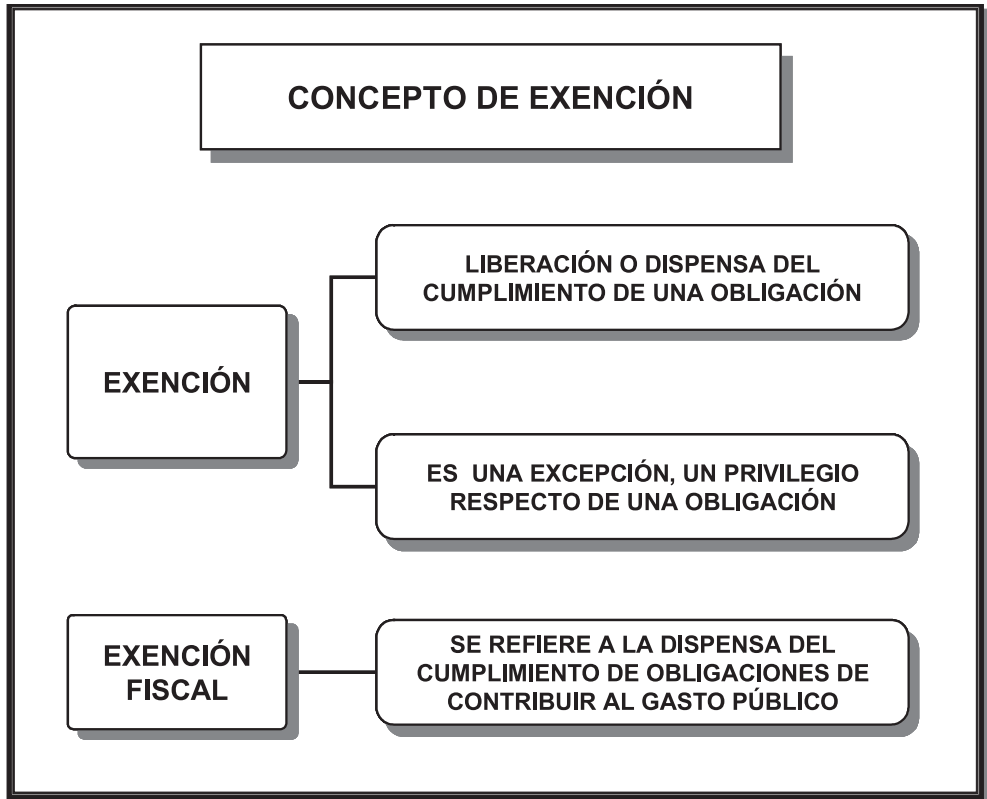 CONCEPTO DE EXENCIÓN
LIBERACIÓN O DISPENSA DEL
CUMPLIMIENTO DE UNA OBLIGACIÓN
EXENCIÓN
ES UNA EXCEPCIÓN, UN PRIVILEGIO
RESPECTO DE UNA OBLIGACIÓN
EXENCIÓN
FISCAL
SE REFIERE A LA DISPENSA DEL
CUMPLIMIENTO DE OBLIGACIONES DE
CONTRIBUIR AL GASTO PÚBLICO